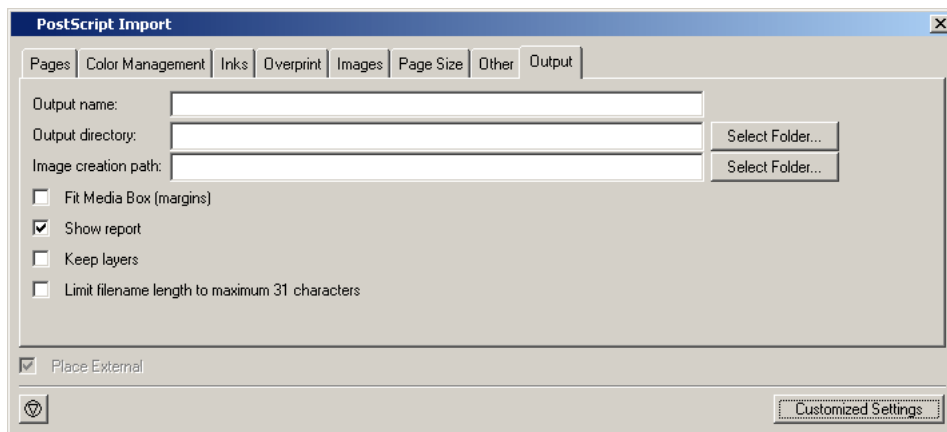 PostScript Import
Pages Color Management Inks Overprint Images Page Size Other Output
Output name:
Output directory: Select Folder...
Image creation path: Select Folder...
Fit Media Box (margins)
Show report
Keep layers
Limit filename length to maximum 31 characters
Place External
Customized Settings